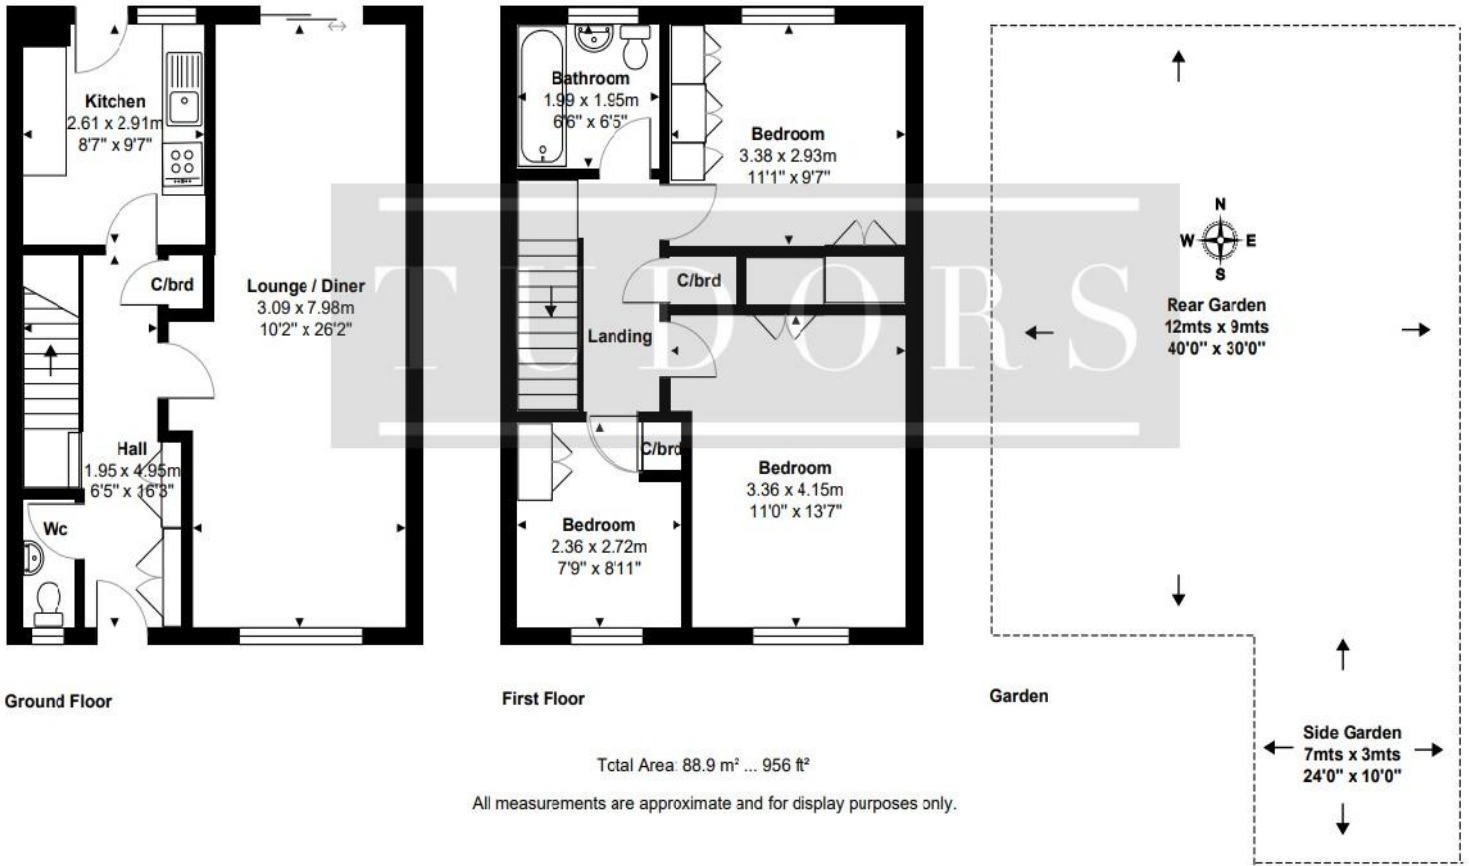 Kitchen
2.61 x 2.91m
8'7" x 9'7"
C/brd
Lounge / Diner
3.09 x 7.98m
10'2" x 26'2"
Hall
1.95 x 4.95m
6'5" x 16'3"
Wc
Ground Floor
Bathroom
1.99 x 1.95m
6'6" x 6'5"
Bedroom
3.38 x 2.93m
11'1" x 9'7"
C/brd
Landing
C/brd
Bedroom
3.36 x 4.15m
11'0" x 13'7"
Bedroom
2.36 x 2.72m
7'9" x 8'11"
First Floor
TUDORS
N
W E
S
Rear Garden
12mts x 9mts
40'0" x 30'0"
Garden
Side Garden
7mts x 3mts
24'0" x 10'0"
Total Area: 88.9 m² ... 956 ft²
All measurements are approximate and for display purposes only.